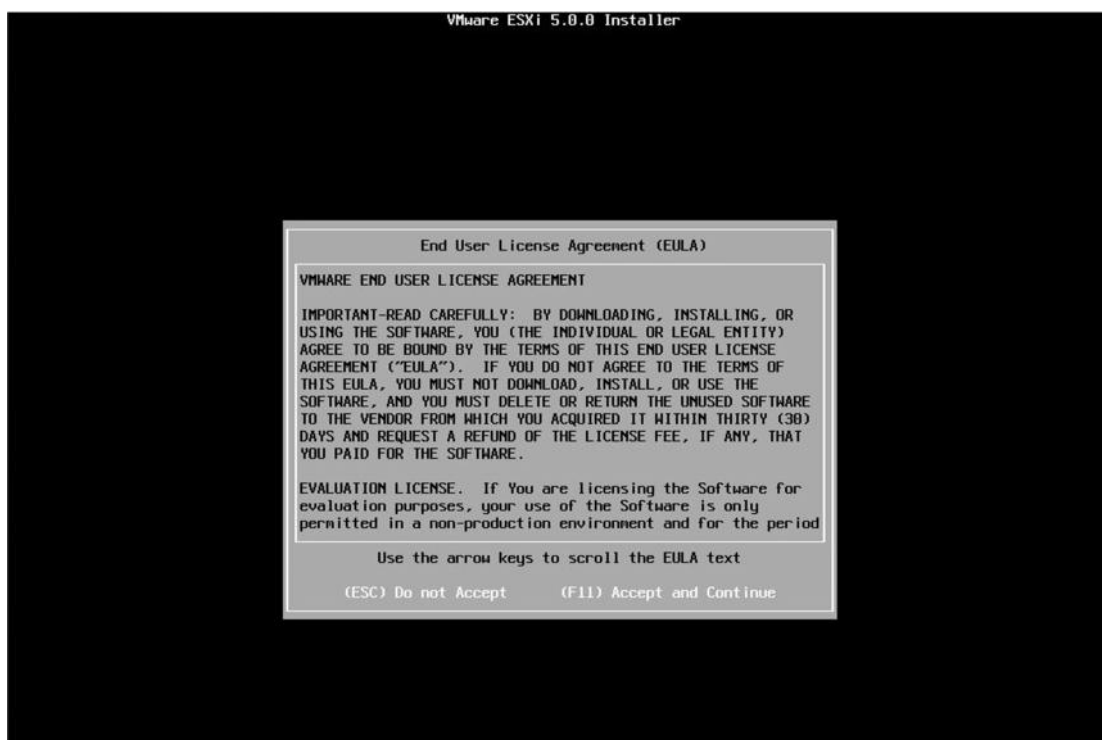 VMware ESXi 5.0.0 Installer
End User License Agreement (EULA)
VMWARE END USER LICENSE AGREEMENT
IMPORTANT-READ CAREFULLY:  BY DOWNLOADING, INSTALLING, OR
USING THE SOFTWARE, YOU (THE INDIVIDUAL OR LEGAL ENTITY)
AGREE TO BE BOUND BY THE TERMS OF THIS END USER LICENSE
AGREEMENT ("EULA").  IF YOU DO NOT AGREE TO THE TERMS OF
THIS EULA, YOU MUST NOT DOWNLOAD, INSTALL, OR USE THE
SOFTWARE, AND YOU MUST DELETE OR RETURN THE UNUSED SOFTWARE
TO THE VENDOR FROM WHICH YOU ACQUIRED IT WITHIN THIRTY (30)
DAYS AND REQUEST A REFUND OF THE LICENSE FEE, IF ANY, THAT
YOU PAID FOR THE SOFTWARE.
EVALUATION LICENSE.  If You are licensing the Software for
evaluation purposes, your use of the Software is only
permitted in a non-production environment and for the period
Use the arrow keys to scroll the EULA text
(ESC) Do not Accept (F11) Accept and Continue